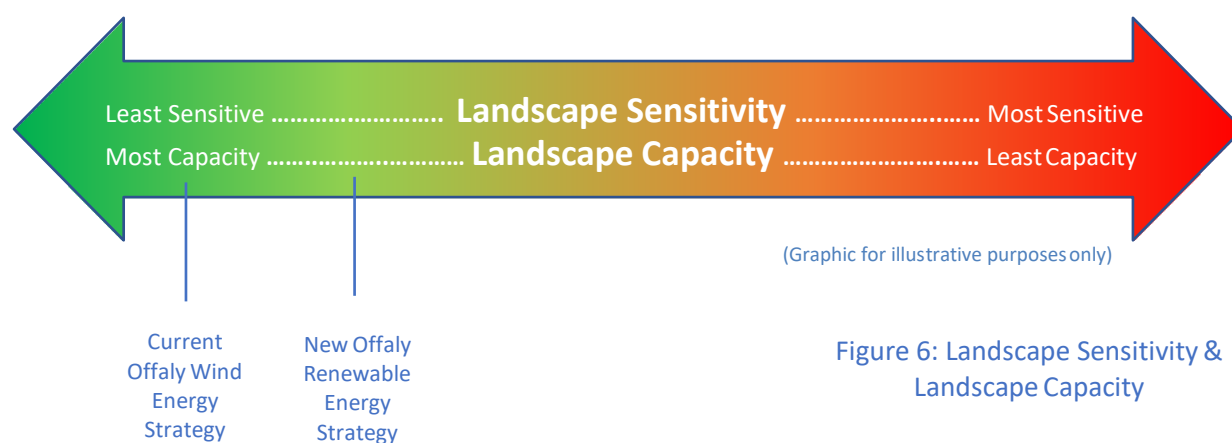 Least Sensitive …………………….. Landscape Sensitivity …………………..…… Most Sensitive
Most Capacity ………………..………… Landscape Capacity ……………………..…… Least Capacity
(Graphic for illustrative purposes only)
Current
Offaly Wind
Energy
Strategy
New Offaly
Renewable
Energy
Strategy
Figure 6: Landscape Sensitivity &
Landscape Capacity